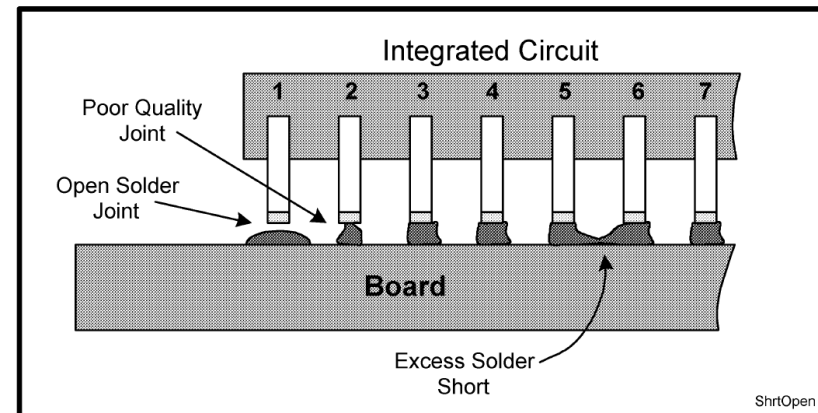 Integrated Circuit
1 2 3 4 5 6 7
Poor Quality
Joint
Open Solder
Joint
Board
Excess Solder
Short
ShrtOpen